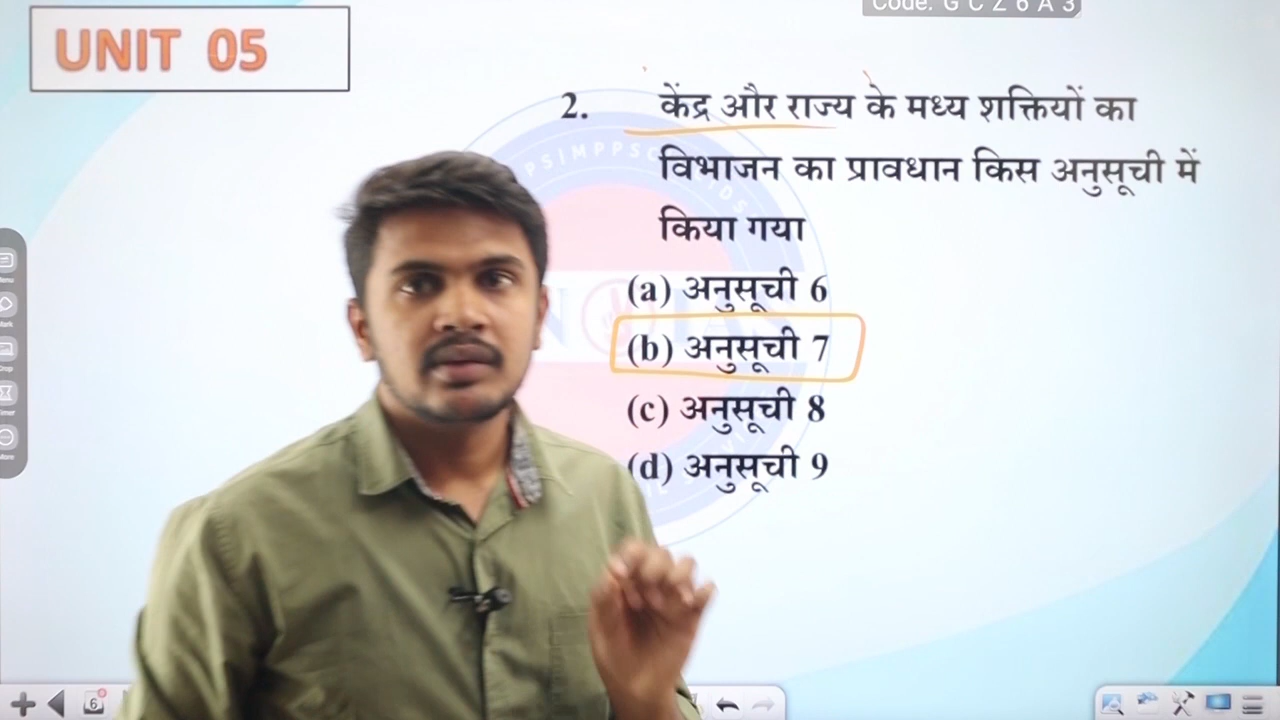 Code: G C Z 6 A 3
UNIT 05
2. केंद्र और राज्य के मध्य शक्तियों का
विभाजन का प्रावधान किस अनुसूची में
किया गया
(a) अनुसूची 6
(b) अनुसूची 7
(c) अनुसूची 8
(d) अनुसूची 9